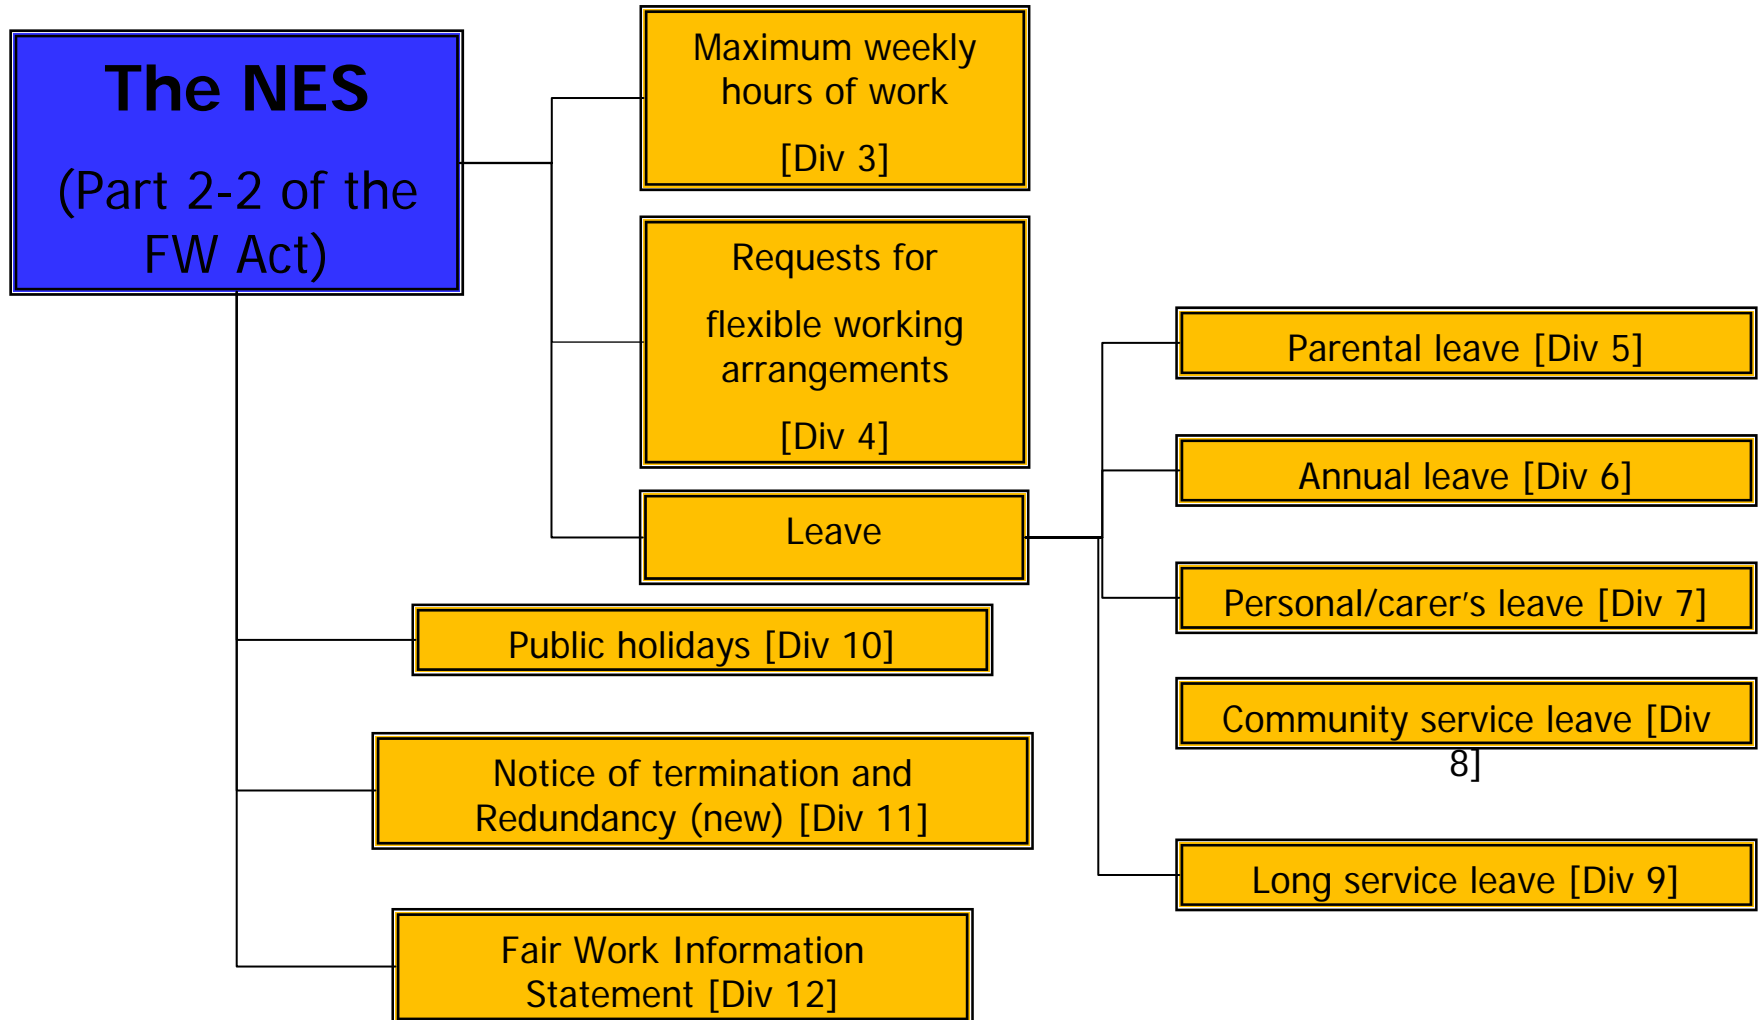 The NES
(Part 2-2 of the
FW Act)
Maximum weekly
hours of work
[Div 3]
Requests for
flexible working
arrangements
[Div 4]
Leave
Parental leave [Div 5]
Annual leave [Div 6]
Personal/carer's leave [Div 7]
Community service leave [Div
8]
Long service leave [Div 9]
Public holidays [Div 10]
Notice of termination and
Redundancy (new) [Div 11]
Fair Work Information
Statement [Div 12]